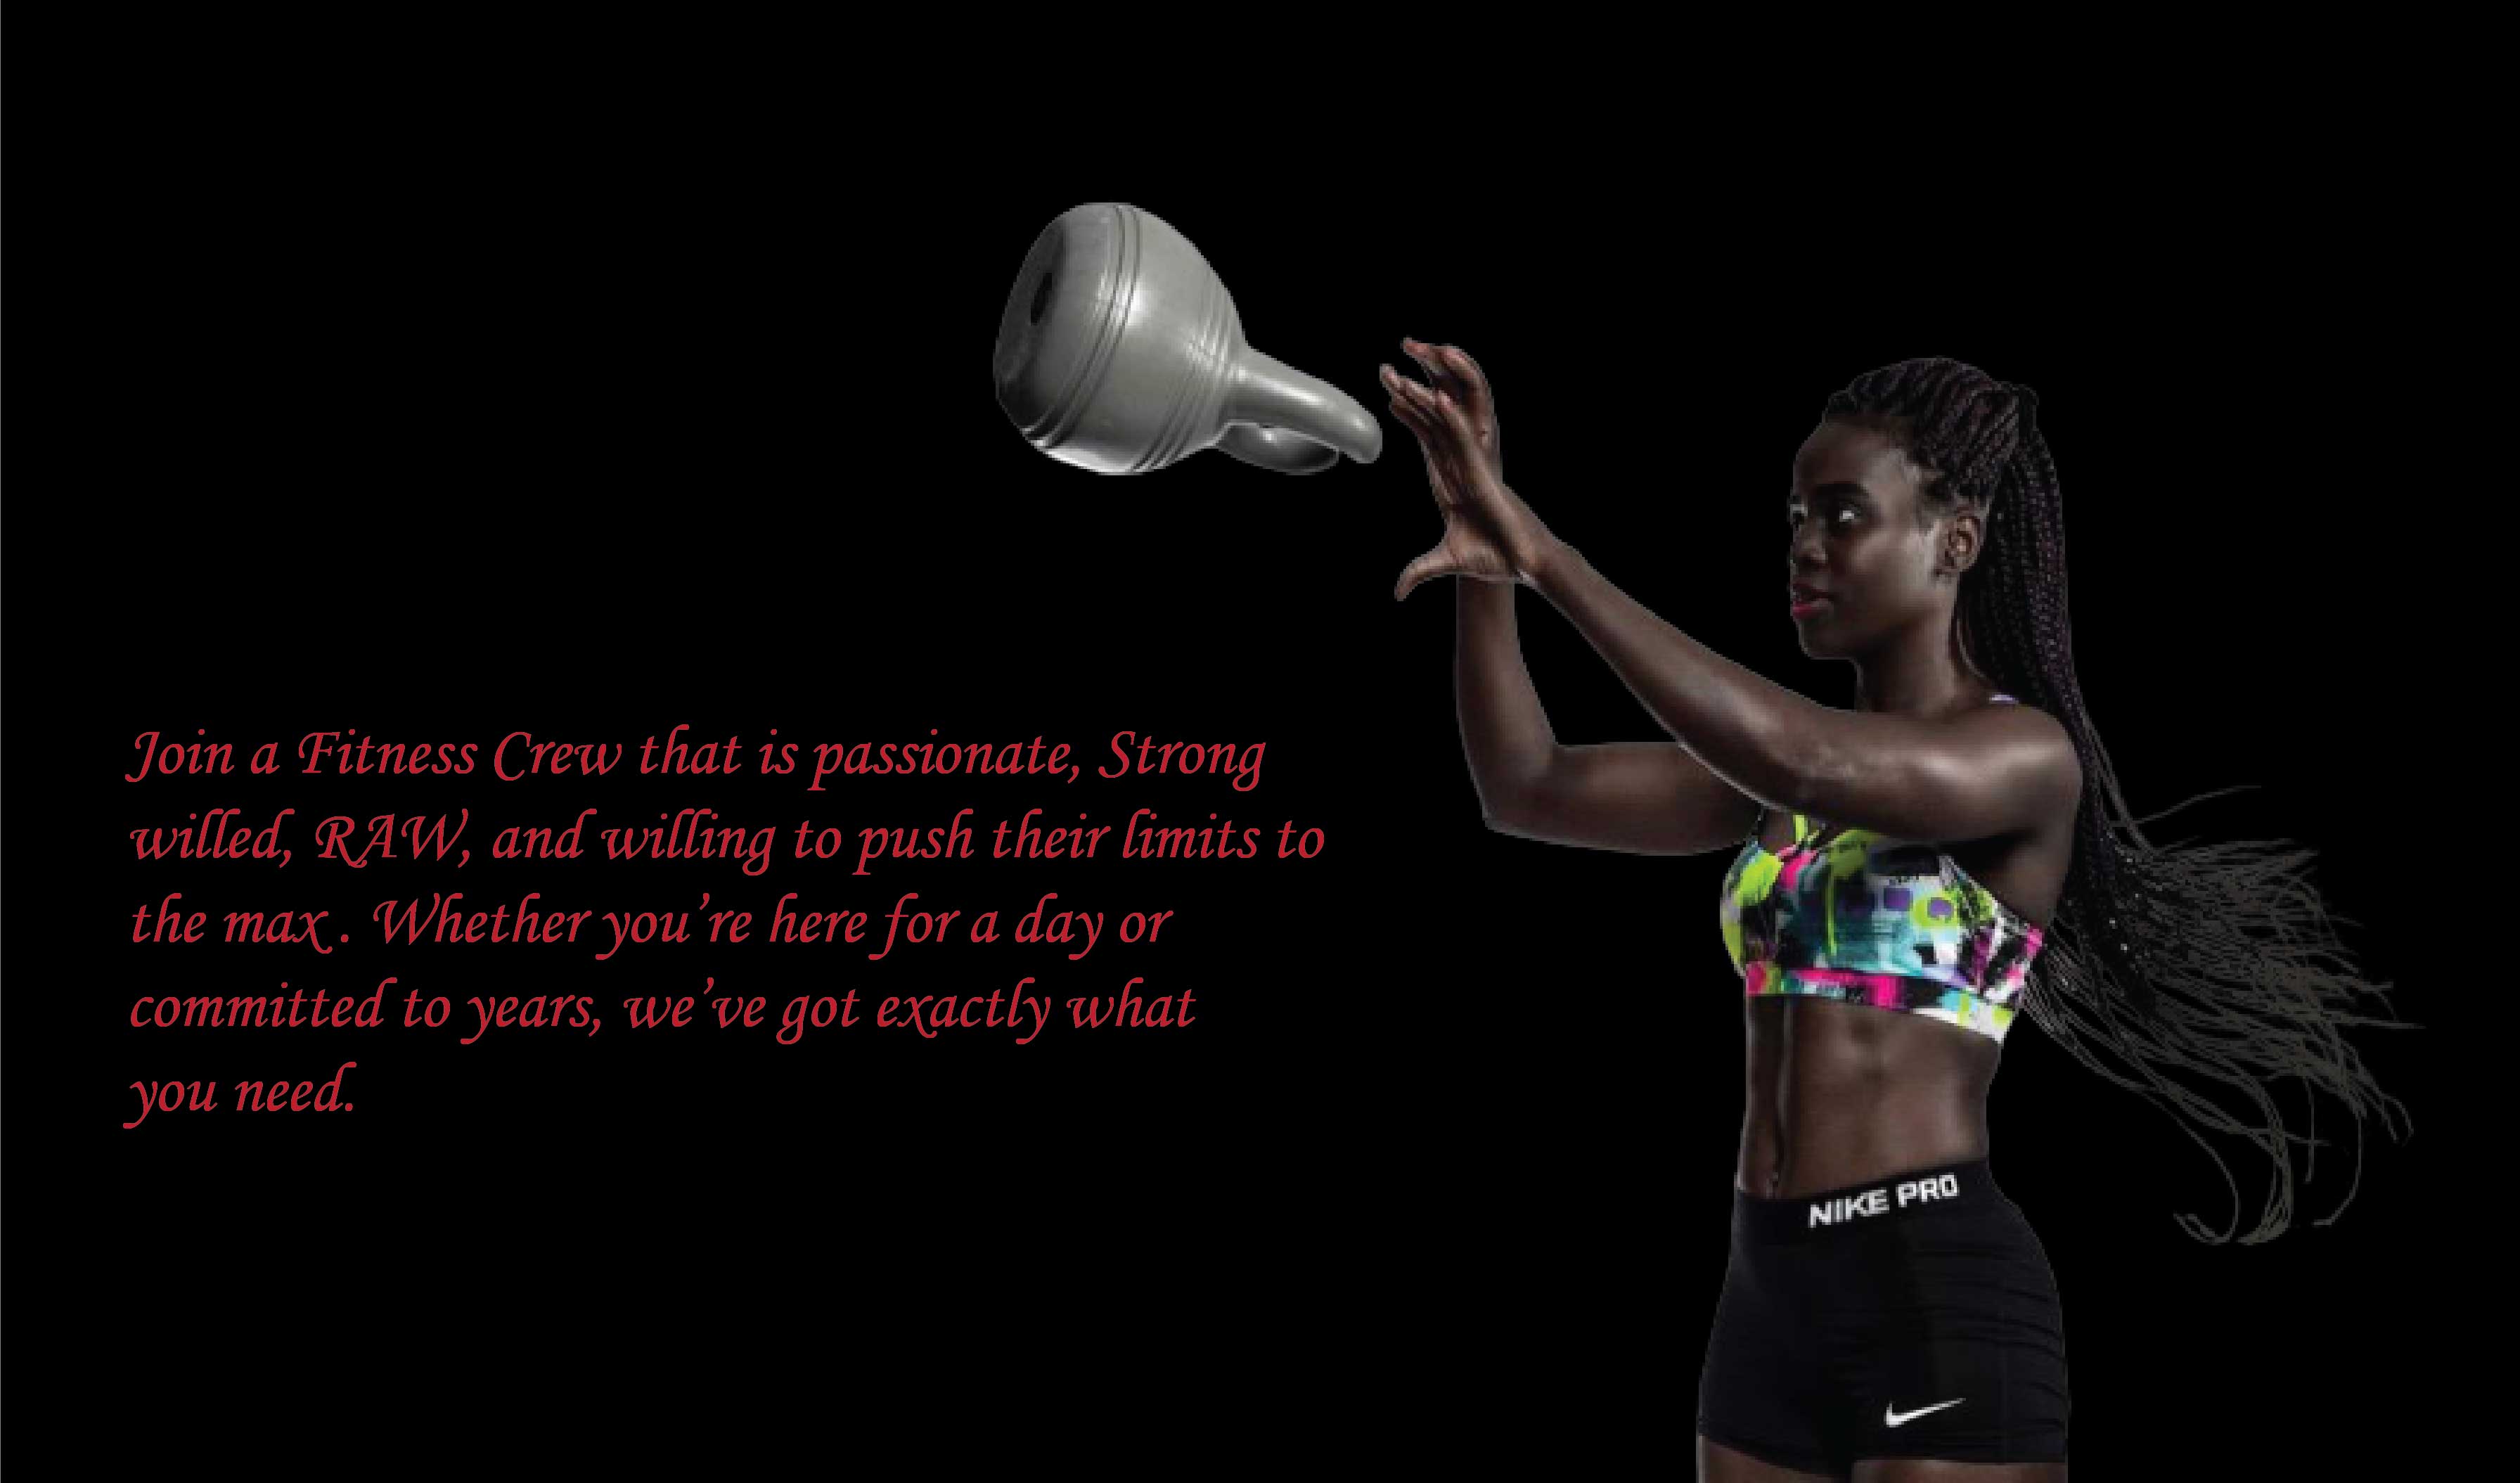 Join a Fitness Crew that is passionate, Strong
willed, RAW, and willing to push their limits to
the max . Whether you’re here for a day or
committed to years, we’ve got exactly what
you need.
NIKE PRO